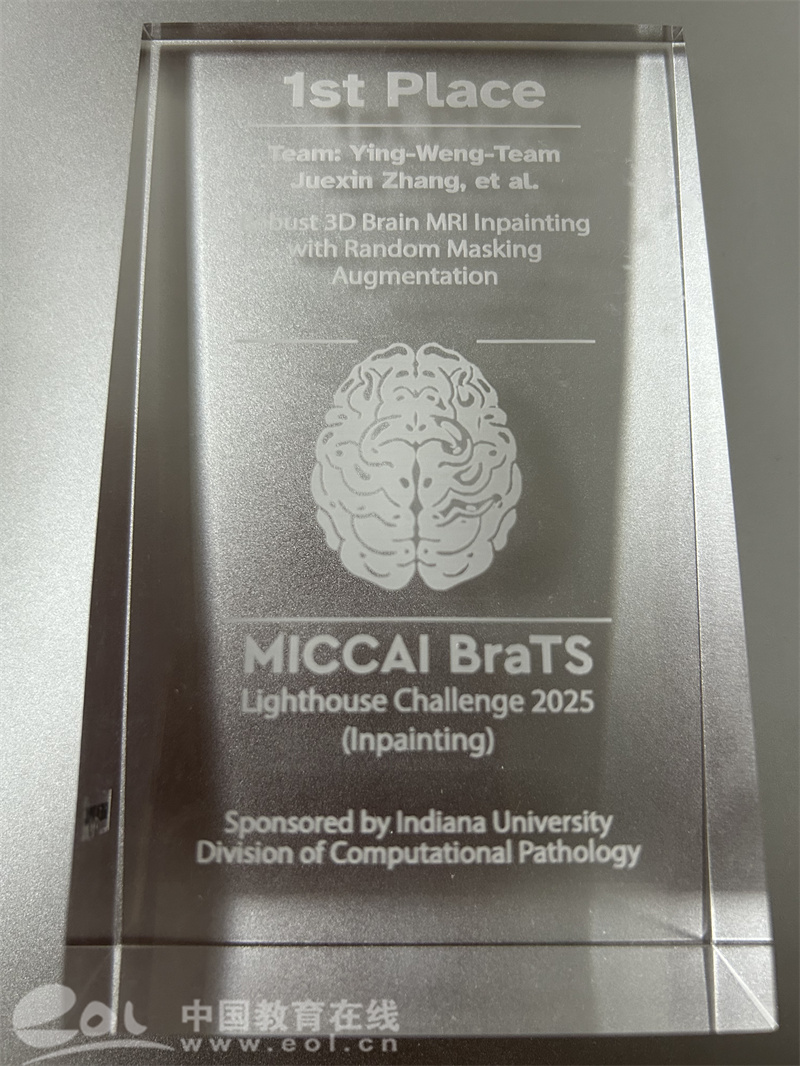 1st Place
Team: Ying-Weng-Team
Juexin Zhang, et al.
Robust 3D Brain MRI Inpainting
with Random Masking
Augmentation
MICCAI BraTS
Lighthouse Challenge 2025
(Inpainting)
Sponsored by Indiana University
Division of Computational Pathology
eol 中国教育在线
www.eol.cn